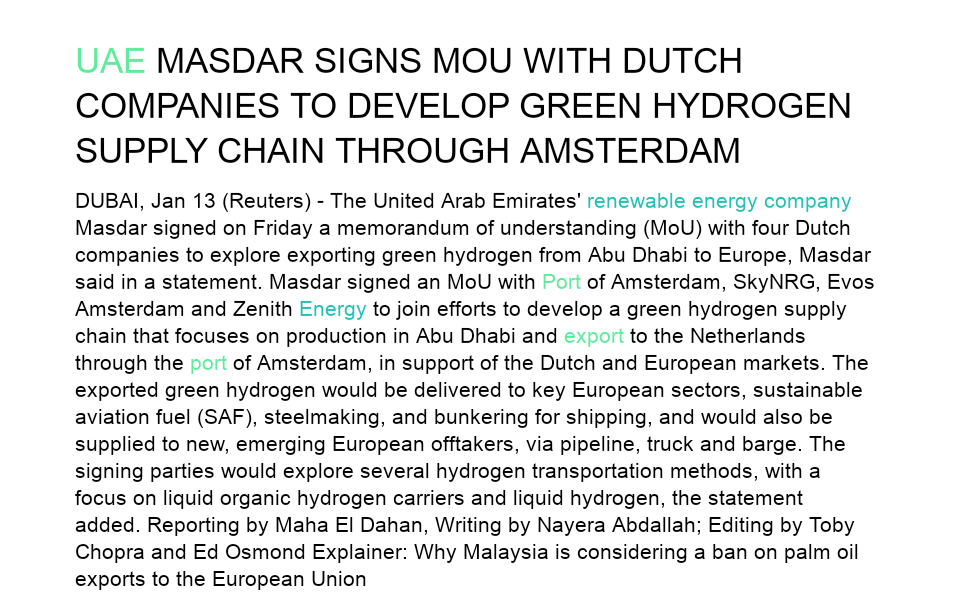 UAE MASDAR SIGNS MOU WITH DUTCH
COMPANIES TO DEVELOP GREEN HYDROGEN
SUPPLY CHAIN THROUGH AMSTERDAM
DUBAI, Jan 13 (Reuters) - The United Arab Emirates' renewable energy company
Masdar signed on Friday a memorandum of understanding (MoU) with four Dutch
companies to explore exporting green hydrogen from Abu Dhabi to Europe, Masdar
said in a statement. Masdar signed an MoU with Port of Amsterdam, SkyNRG, Evos
Amsterdam and Zenith Energy to join efforts to develop a green hydrogen supply
chain that focuses on production in Abu Dhabi and export to the Netherlands
through the port of Amsterdam, in support of the Dutch and European markets. The
exported green hydrogen would be delivered to key European sectors, sustainable
aviation fuel (SAF), steelmaking, and bunkering for shipping, and would also be
supplied to new, emerging European offtakers, via pipeline, truck and barge. The
signing parties would explore several hydrogen transportation methods, with a
focus on liquid organic hydrogen carriers and liquid hydrogen, the statement
added. Reporting by Maha El Dahan, Writing by Nayera Abdallah; Editing by Toby
Chopra and Ed Osmond Explainer: Why Malaysia is considering a ban on palm oil
exports to the European Union